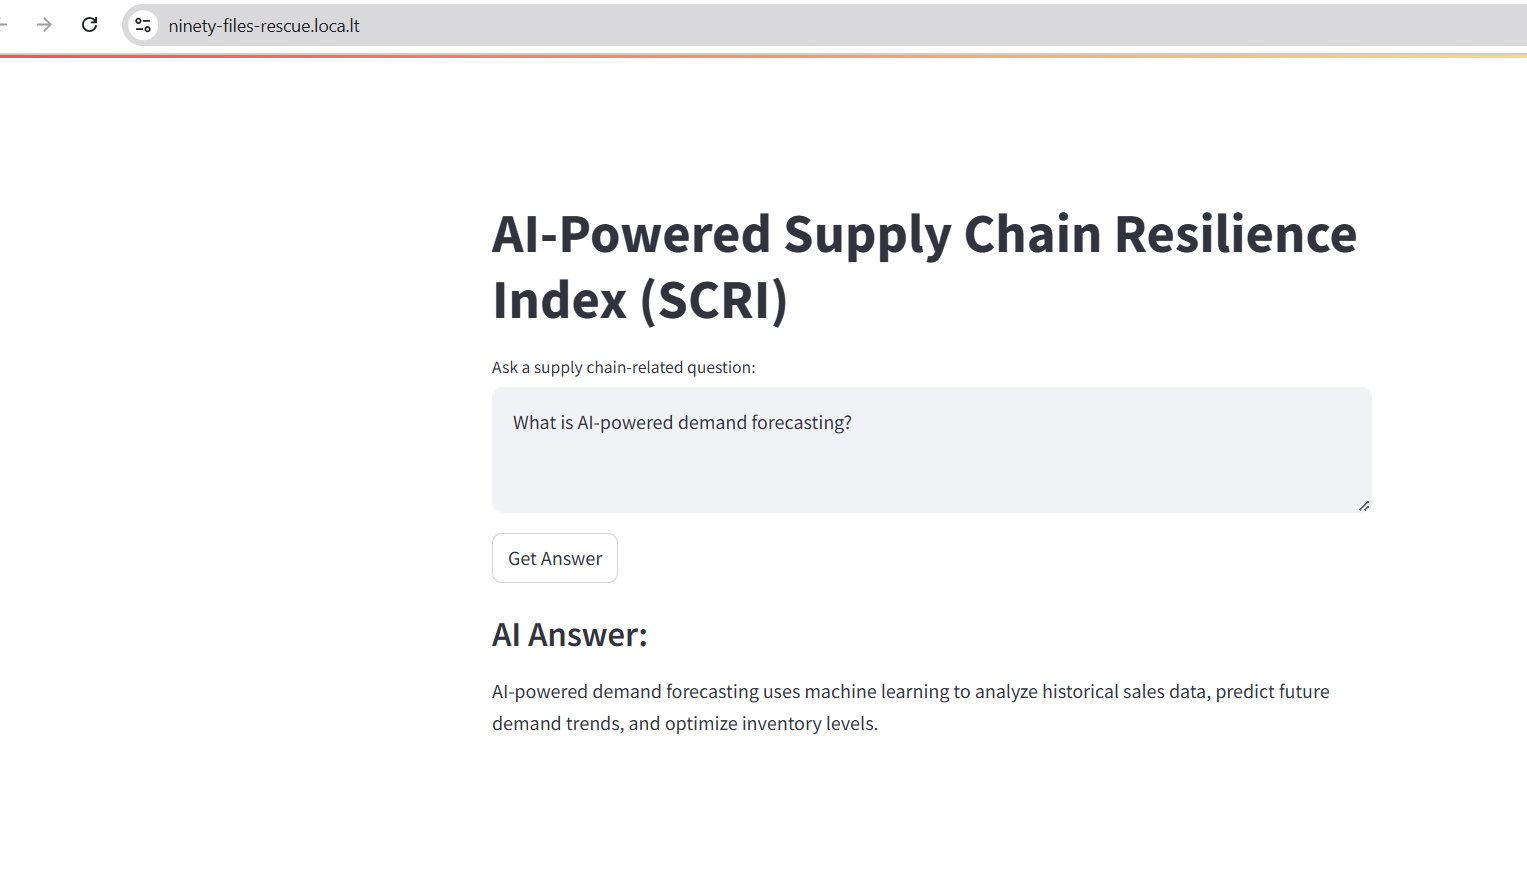 ninety-files-rescue.loca.lt
AI-Powered Supply Chain Resilience
Index (SCRI)
Ask a supply chain-related question:
What is AI-powered demand forecasting?
Get Answer
AI Answer:
AI-powered demand forecasting uses machine learning to analyze historical sales data, predict future
demand trends, and optimize inventory levels.